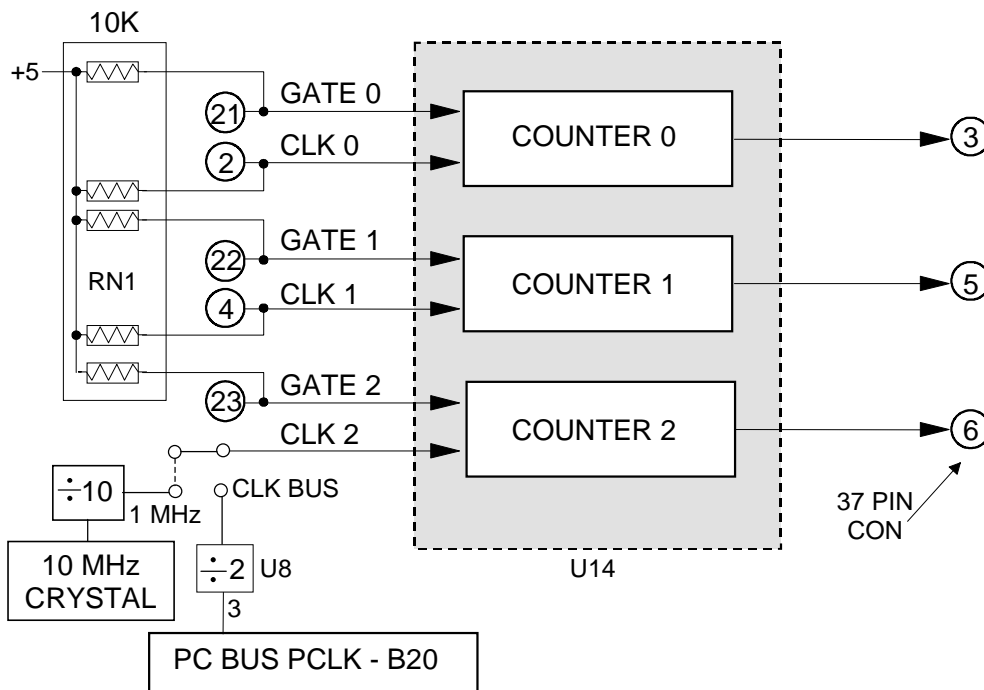 10K
+5
21
GATE 0
2
CLK 0
COUNTER 0
3
22
GATE 1
RN1
4
CLK 1
COUNTER 1
5
23
GATE 2
CLK 2
COUNTER 2
6
÷10
1 MHz
CLK BUS
37 PIN
CON
10 MHz
CRYSTAL
÷2
U8
U14
3
PC BUS PCLK - B20